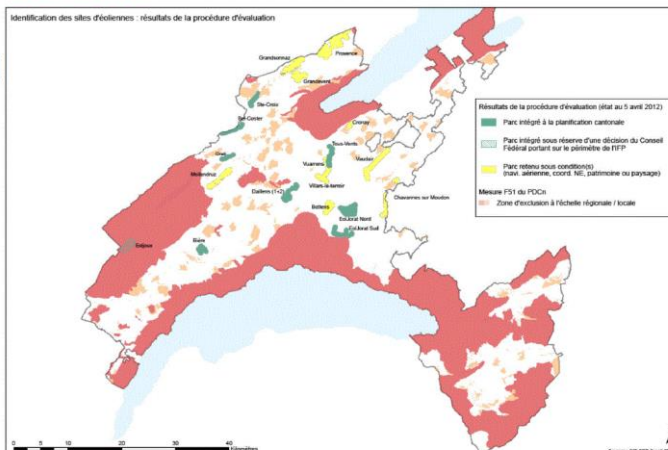 Identification des sites d'éoliennes : résultats de la procédure d'évaluation
Provence
Grandsonnaz
Grandevent
Ste-Croix
Sur-Grati
Cronay
Tous-Vents
Vuarrens
Vaudair
Mollendruz
Villars-le-terroir
Daillens (1+2)
Chavannes sur Moudon
Bottens
EolJorat Nord
EolJorat Sud
Bière
Résultats de la procédure d'évaluation (état au 5 avril 2012)
Parc intégré à la planification cantonale
Parc intégré sous réserve d'une décision du Conseil
Fédéral portant sur le périmètre de l'IFP
Parc retenu sous condition(s)
(navi. aérienne, coord. NE, patrimoine ou paysage)
Mesure F51 du PDCn
Zone d'exclusion à l'échelle régionale / locale
0 5 10 20 30 40
Kilomètres